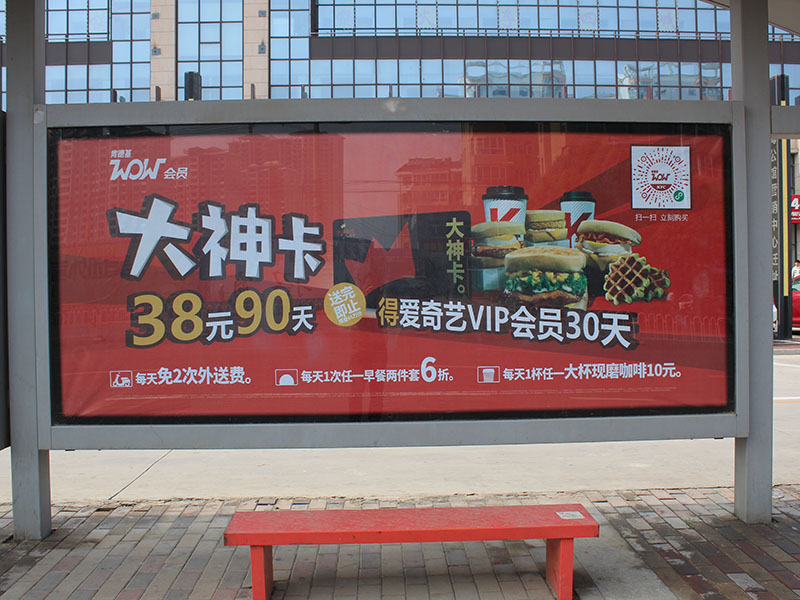 肯德基
WOW会员
大神卡
38元90天
送完
即止
得爱奇艺VIP会员30天
大神卡。
K
WOW
KFC
扫一扫 立刻购买
每天免2次外送费。
每天1次任一早餐两件套6折。
每天1杯任一大杯现磨咖啡10元。